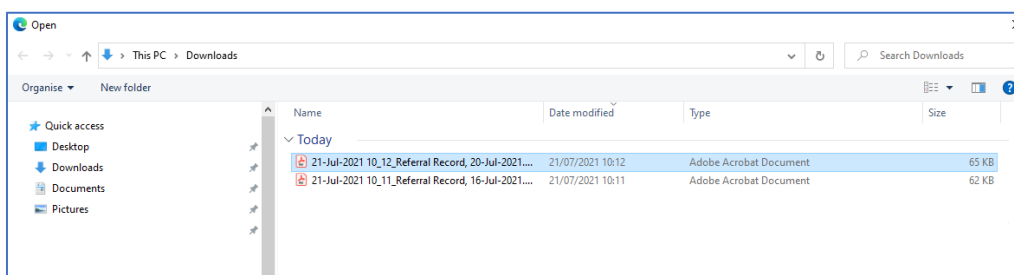 Open
This PC > Downloads
Search Downloads
Organise New folder
Name Date modified Type Size
Quick access
Desktop
Downloads
Documents
Pictures
Today
21-Jul-2021 10_12_Referral Record, 20-Jul-2021.... 21/07/2021 10:12 Adobe Acrobat Document 65 KB
21-Jul-2021 10_11_Referral Record, 16-Jul-2021.... 21/07/2021 10:11 Adobe Acrobat Document 62 KB